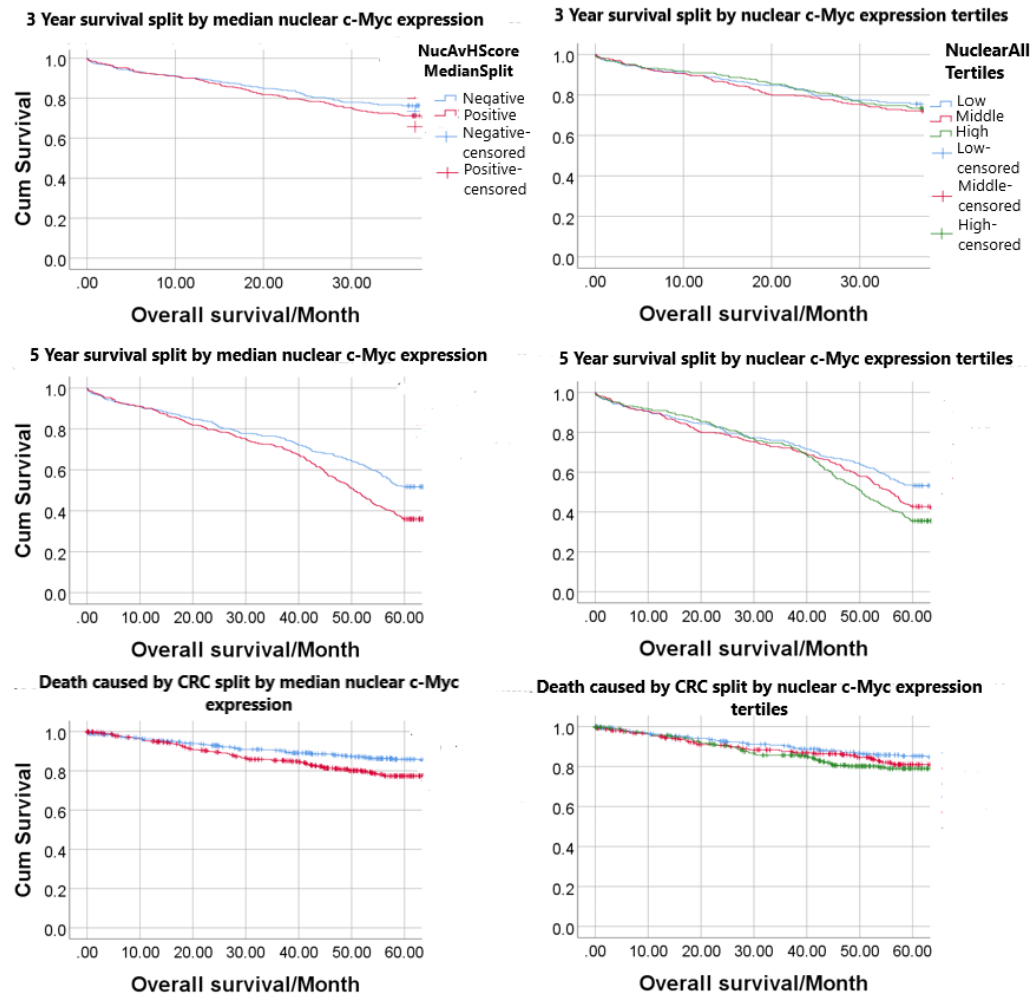 3 Year survival split by median nuclear c-Myc expression
1.0
0.8
0.6
0.4
0.2
0.0
Cum Survival
.00 10.00 20.00 30.00
Overall survival/Month
NucAvHScore
MedianSplit
Negative
Positive
Negative-
censored
Positive-
censored
3 Year survival split by nuclear c-Myc expression tertiles
1.0
0.8
0.6
0.4
0.2
0.0
.00 10.00 20.00 30.00
Overall survival/Month
NuclearAll
Tertiles
Low
Middle
High
Low-
censored
Middle-
censored
High-
censored
5 Year survival split by median nuclear c-Myc expression
1.0
0.8
0.6
0.4
0.2
0.0
Cum Survival
.00 10.00 20.00 30.00 40.00 50.00 60.00
Overall survival/Month
5 Year survival split by nuclear c-Myc expression tertiles
1.0
0.8
0.6
0.4
0.2
0.0
.00 10.00 20.00 30.00 40.00 50.00 60.00
Overall survival/Month
Death caused by CRC split by median nuclear c-Myc
expression
1.0
0.8
0.6
0.4
0.2
0.0
Cum Survival
.00 10.00 20.00 30.00 40.00 50.00 60.00
Overall survival/Month
Death caused by CRC split by nuclear c-Myc expression
tertiles
1.0
0.8
0.6
0.4
0.2
0.0
.00 10.00 20.00 30.00 40.00 50.00 60.00
Overall survival/Month